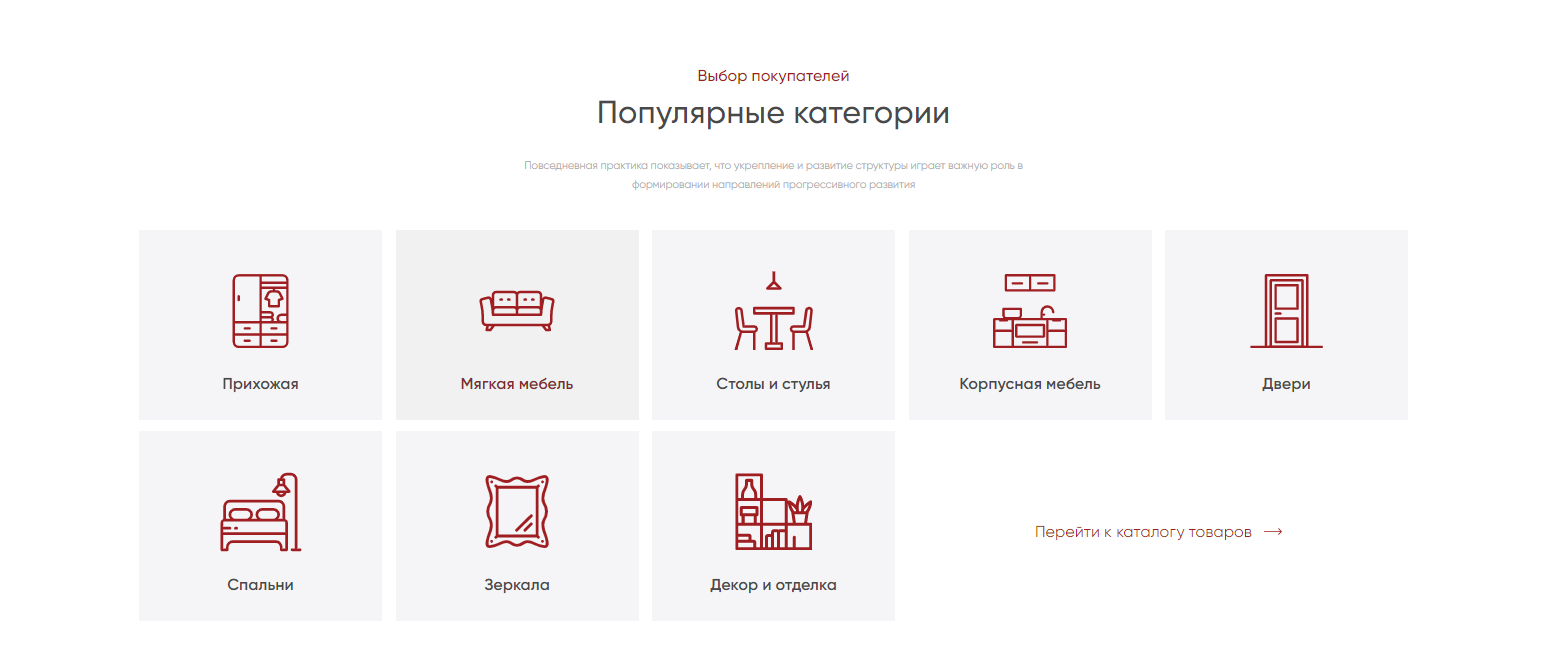 Выбор покупателей
Популярные категории
Повседневная практика показывает, что укрепление и развитие структуры играет важную роль в
формировании направлений прогрессивного развития
Прихожая
Мягкая мебель
Столы и стулья
Корпусная мебель
Двери
Спальни
Зеркала
Декор и отделка
Перейти к каталогу товаров →